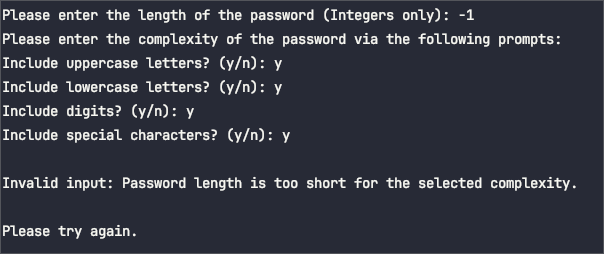 Please enter the length of the password (Integers only): -1
Please enter the complexity of the password via the following prompts:
Include uppercase letters? (y/n): y
Include lowercase letters? (y/n): y
Include digits? (y/n): y
Include special characters? (y/n): y
Invalid input: Password length is too short for the selected complexity.
Please try again.